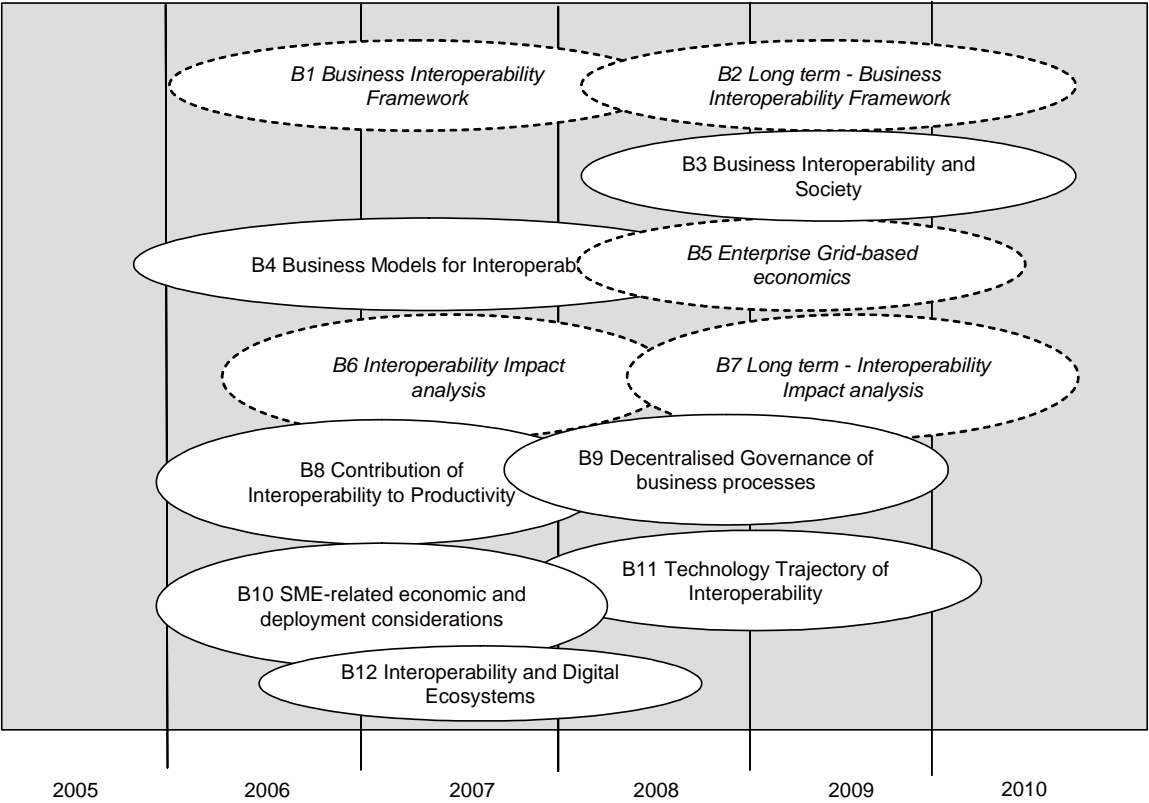 B1 Business Interoperability
Framework
B2 Long term - Business
Interoperability Framework
B3 Business Interoperability and
Society
B4 Business Models for Interoperab
B5 Enterprise Grid-based
economics
B6 Interoperability Impact
analysis
B7 Long term - Interoperability
Impact analysis
B8 Contribution of
Interoperability to Productivity
B9 Decentralised Governance of
business processes
B10 SME-related economic and
deployment considerations
B11 Technology Trajectory of
Interoperability
B12 Interoperability and Digital
Ecosystems
2005 2006 2007 2008 2009 2010